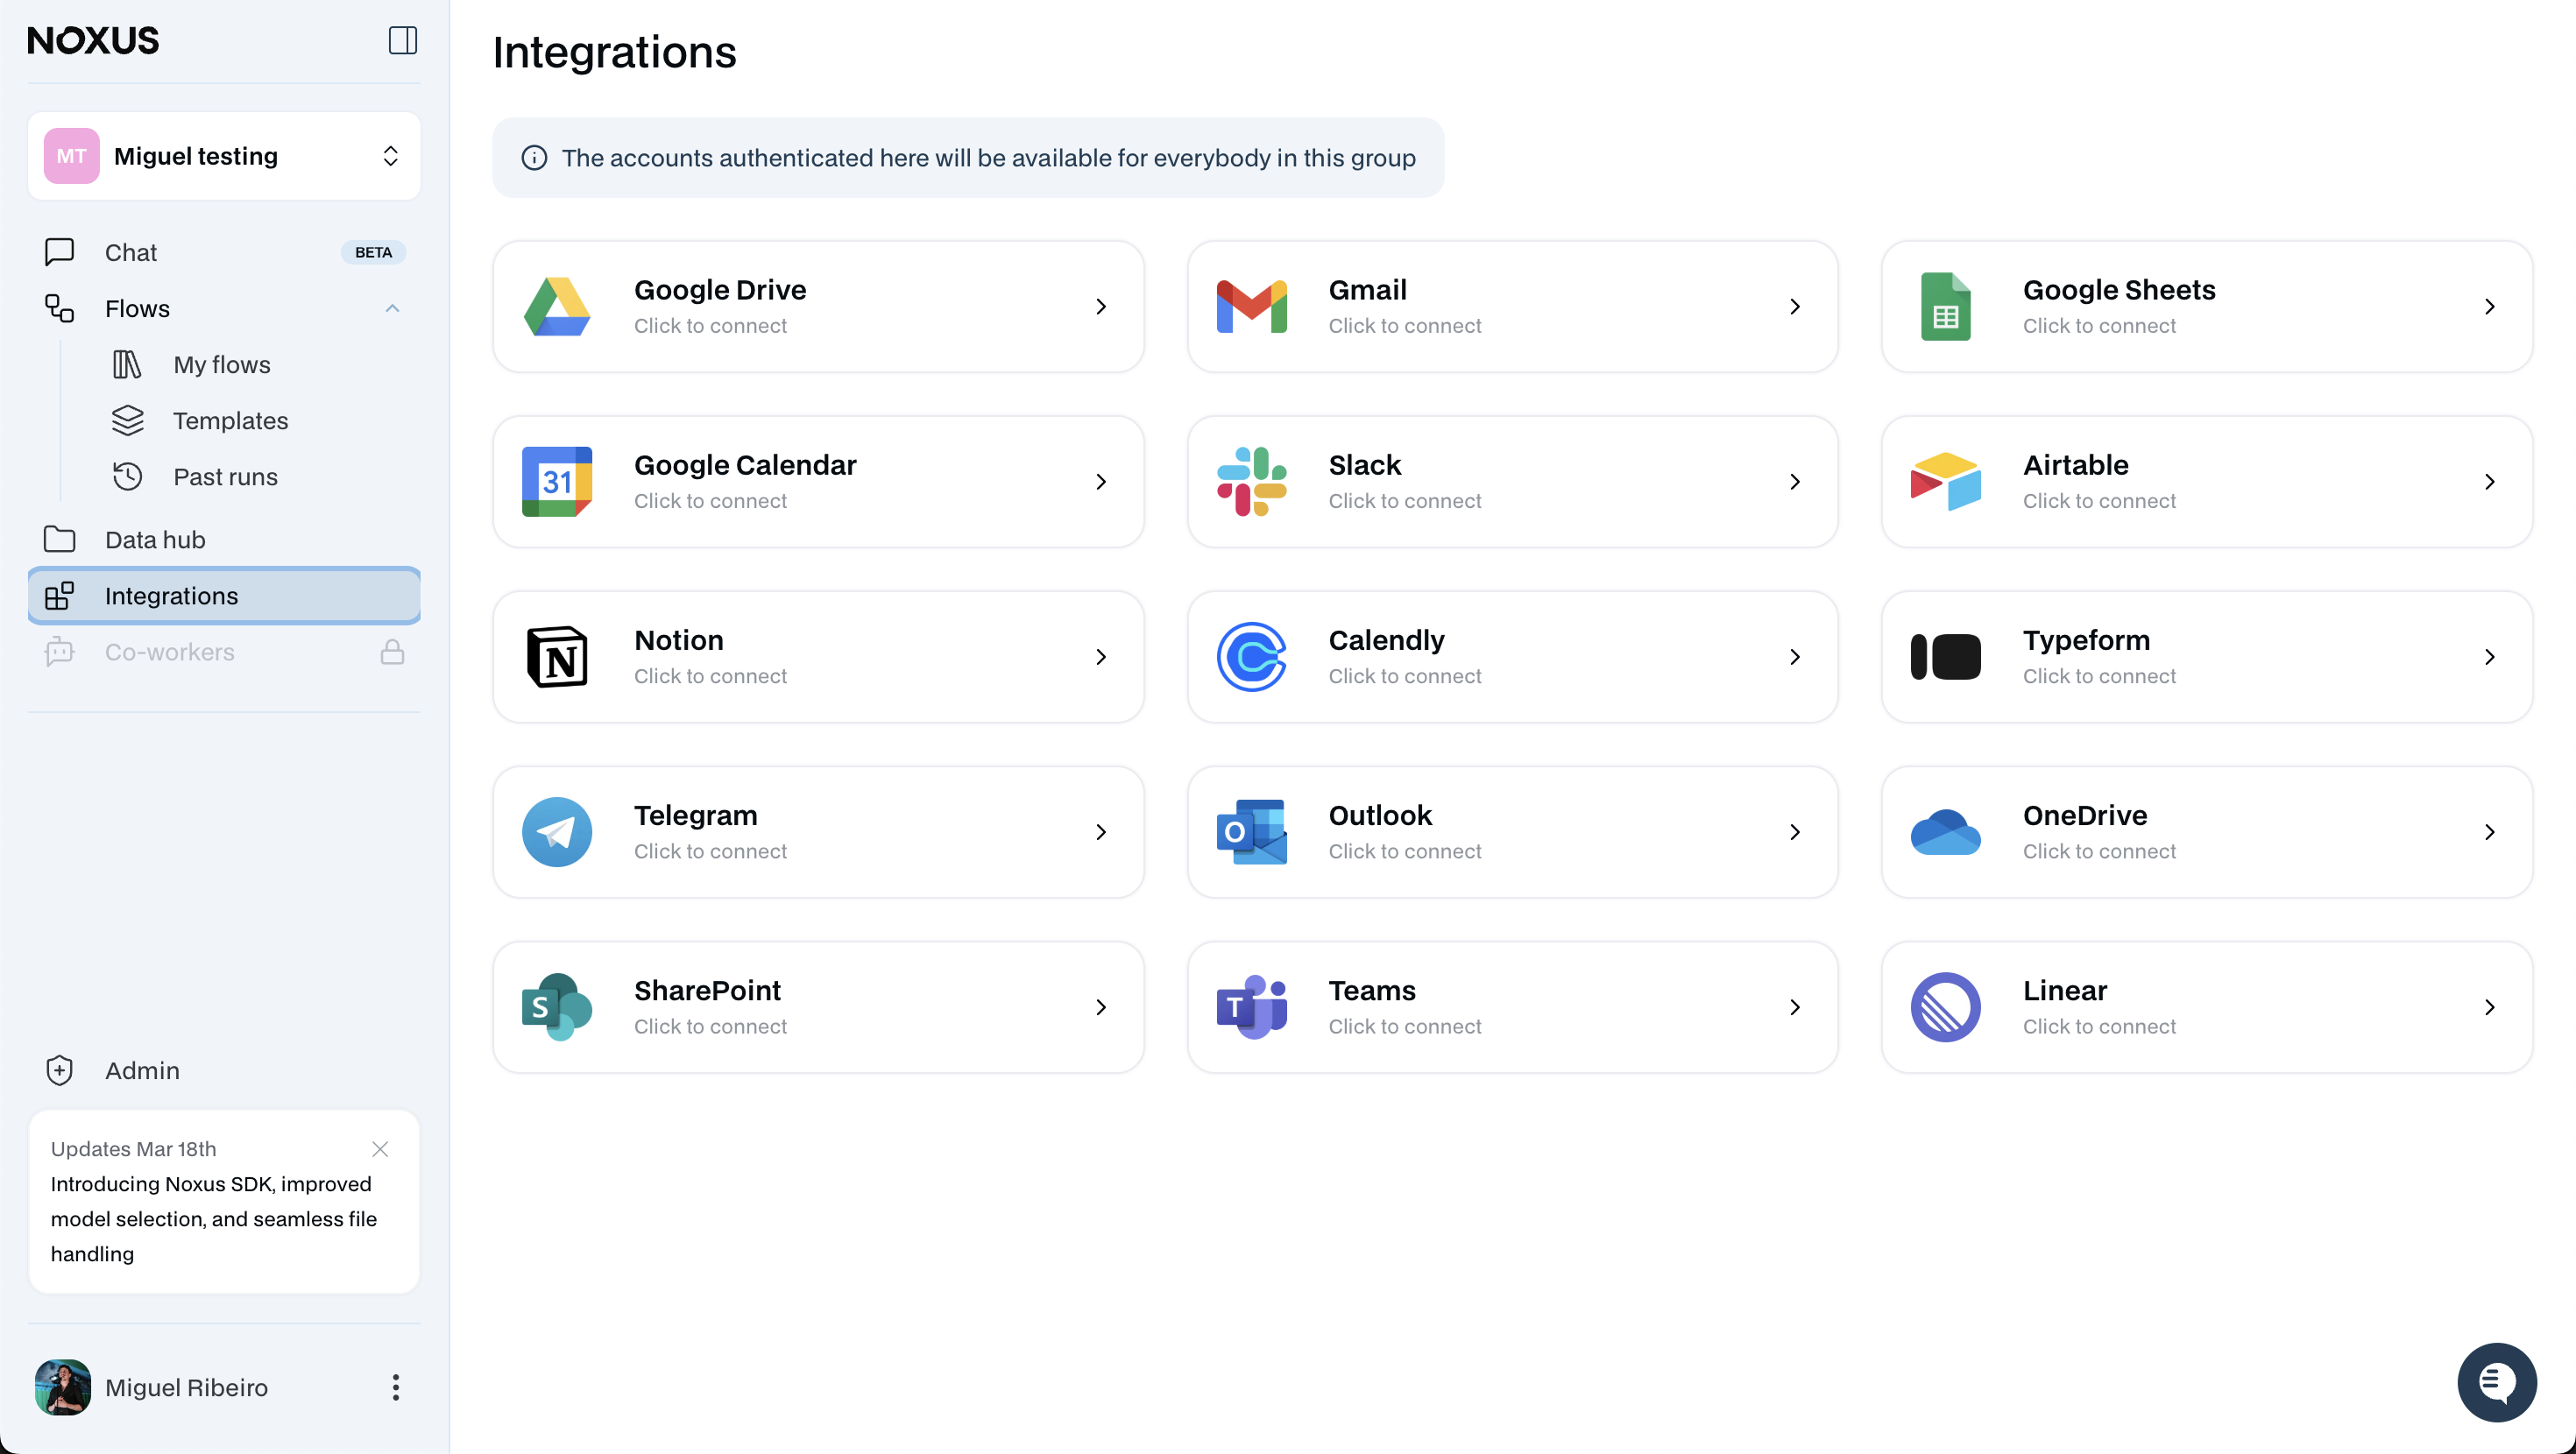 NOXUS
MT
Miguel testing
Chat
BETA
Flows
My flows
Templates
Past runs
Data hub
Integrations
Co-workers
Admin
Updates Mar 18th
Introducing Noxus SDK, improved
model selection, and seamless file
handling
Miguel Ribeiro
Integrations
The accounts authenticated here will be available for everybody in this group
Google Drive
Click to connect
Gmail
Click to connect
Google Sheets
Click to connect
31
Google Calendar
Click to connect
Slack
Click to connect
Airtable
Click to connect
N
Notion
Click to connect
Calendly
Click to connect
Typeform
Click to connect
Telegram
Click to connect
O
Outlook
Click to connect
OneDrive
Click to connect
S
SharePoint
Click to connect
T
Teams
Click to connect
Linear
Click to connect